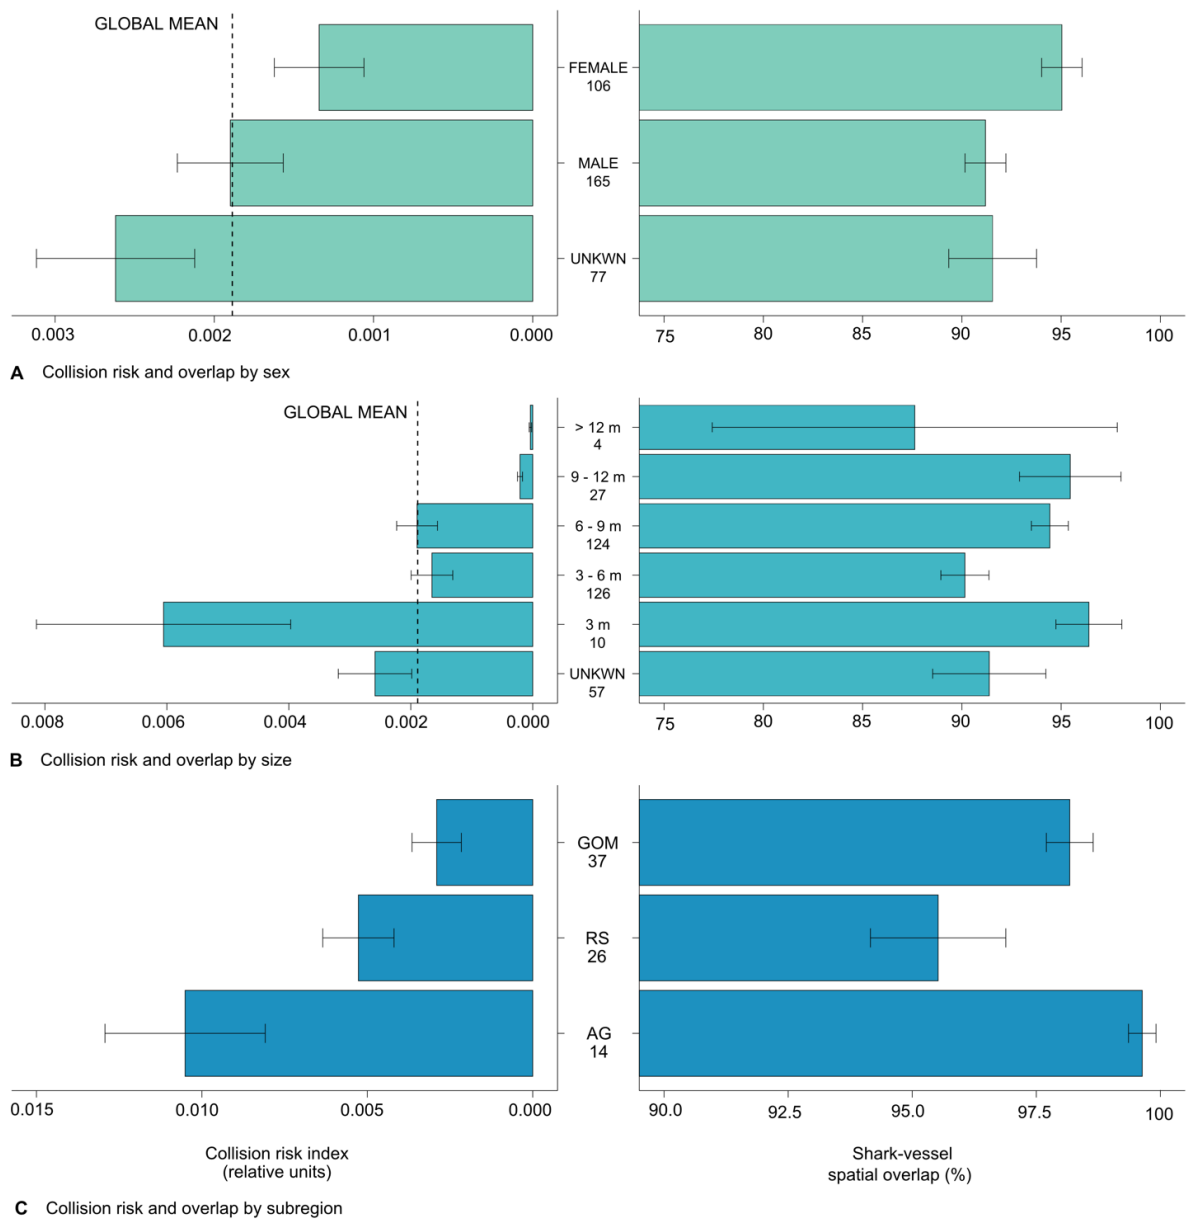 GLOBAL MEAN
FEMALE
106
MALE
165
UNKWN
77
0.003 0.002 0.001 0.000 75 80 85 90 95 100
A Collision risk and overlap by sex
GLOBAL MEAN
> 12 m
4
9 - 12 m
27
6 - 9 m
124
3 - 6 m
126
3 m
10
UNKWN
57
0.008 0.006 0.004 0.002 0.000 75 80 85 90 95 100
B Collision risk and overlap by size
GOM
37
RS
26
AG
14
0.015 0.010 0.005 0.000 90.0 92.5 95.0 97.5 100
Collision risk index
(relative units)
Shark-vessel
spatial overlap (%)
C Collision risk and overlap by subregion